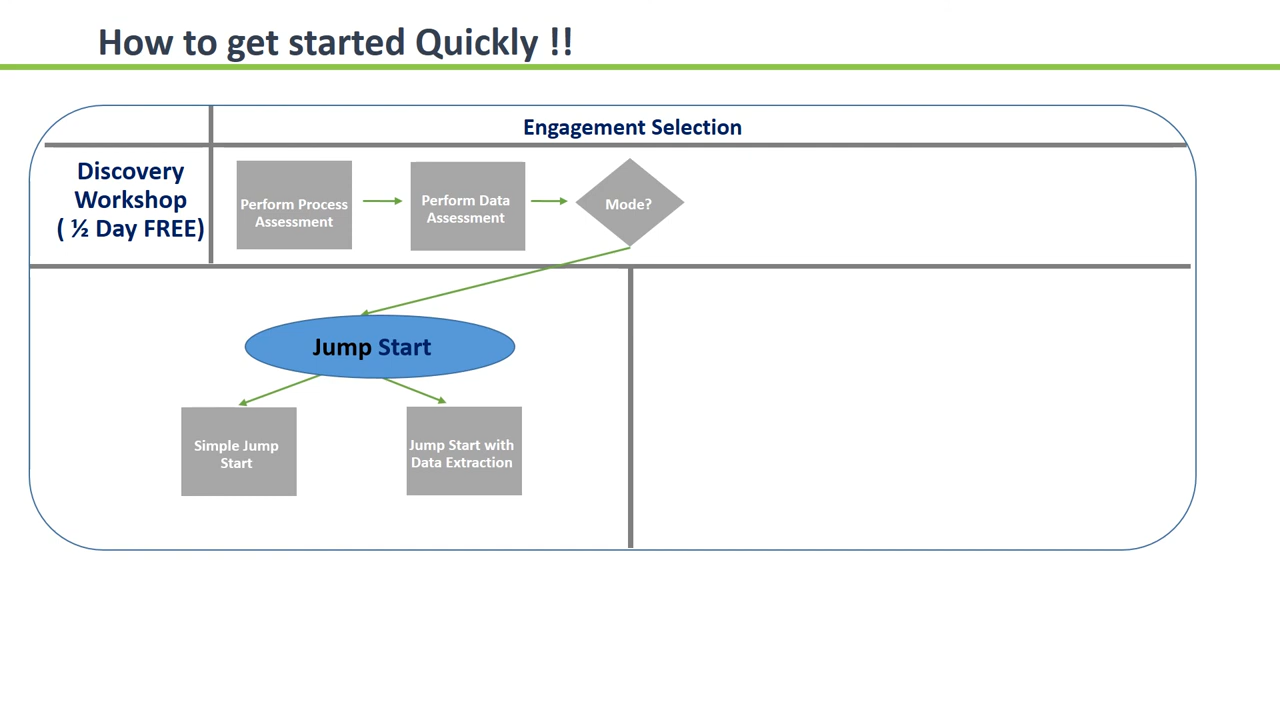 How to get started Quickly !!
Engagement Selection
Discovery
Workshop
( ½ Day FREE)
Perform Process
Assessment
Perform Data
Assessment
Mode?
Jump Start
Simple Jump
Start
Jump Start with
Data Extraction